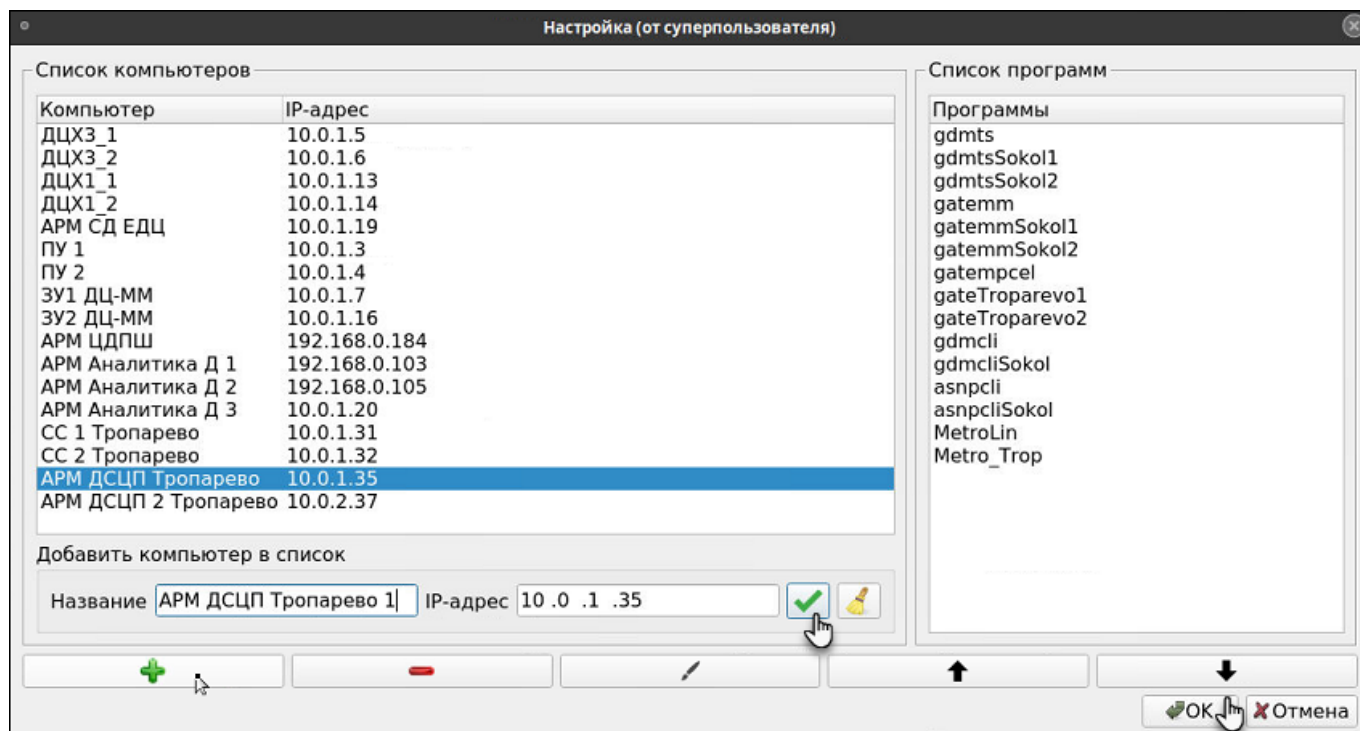 Настройка (от суперпользователя)
Список компьютеров
Компьютер IP-адрес
ДЦХ3_1 10.0.1.5
ДЦХ3_2 10.0.1.6
ДЦХ1_1 10.0.1.13
ДЦХ1_2 10.0.1.14
АРМ СД ЕДЦ 10.0.1.19
ПУ 1 10.0.1.3
ПУ 2 10.0.1.4
ЗУ1 ДЦ-ММ 10.0.1.7
ЗУ2 ДЦ-ММ 10.0.1.16
АРМ ЦДПШ 192.168.0.184
АРМ Аналитика Д 1 192.168.0.103
АРМ Аналитика Д 2 192.168.0.105
АРМ Аналитика Д 3 10.0.1.20
СС 1 Тропарево 10.0.1.31
СС 2 Тропарево 10.0.1.32
АРМ ДСЦП Тропарево 10.0.1.35
АРМ ДСЦП 2 Тропарево 10.0.2.37
Добавить компьютер в список
Название АРМ ДСЦП Тропарево 1 IP-адрес 10 .0 .1 .35
Список программ
Программы
gdmts
gdmtsSokol1
gdmtsSokol2
gatemm
gatemmSokol1
gatemmSokol2
gatempcel
gateTroparevo1
gateTroparevo2
gdmcli
gdmcliSokol
asnpcli
asnpcliSokol
MetroLin
Metro_Trop
OK Отмена